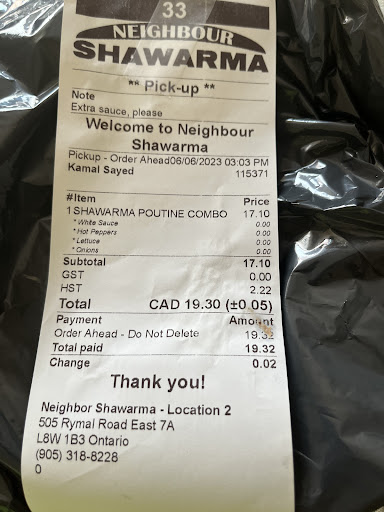 33
NEIGHBOUR
SHAWARMA
** Pick-up **
Note
Extra sauce, please
Welcome to Neighbour
Shawarma
Pickup - Order Ahead06/06/2023 03:03 PM
Kamal Sayed 115371
#Item Price
1 SHAWARMA POUTINE COMBO 17.10
* White Sauce 0.00
* Hot Peppers 0.00
* Lettuce 0.00
* Onions 0.00
Subtotal 17.10
GST 0.00
HST 2.22
Total CAD 19.30 (±0.05)
Payment Amount
Order Ahead - Do Not Delete 19.32
Total paid 19.32
Change 0.02
Thank you!
Neighbor Shawarma - Location 2
505 Rymal Road East 7A
L8W 1B3 Ontario
(905) 318-8228
0